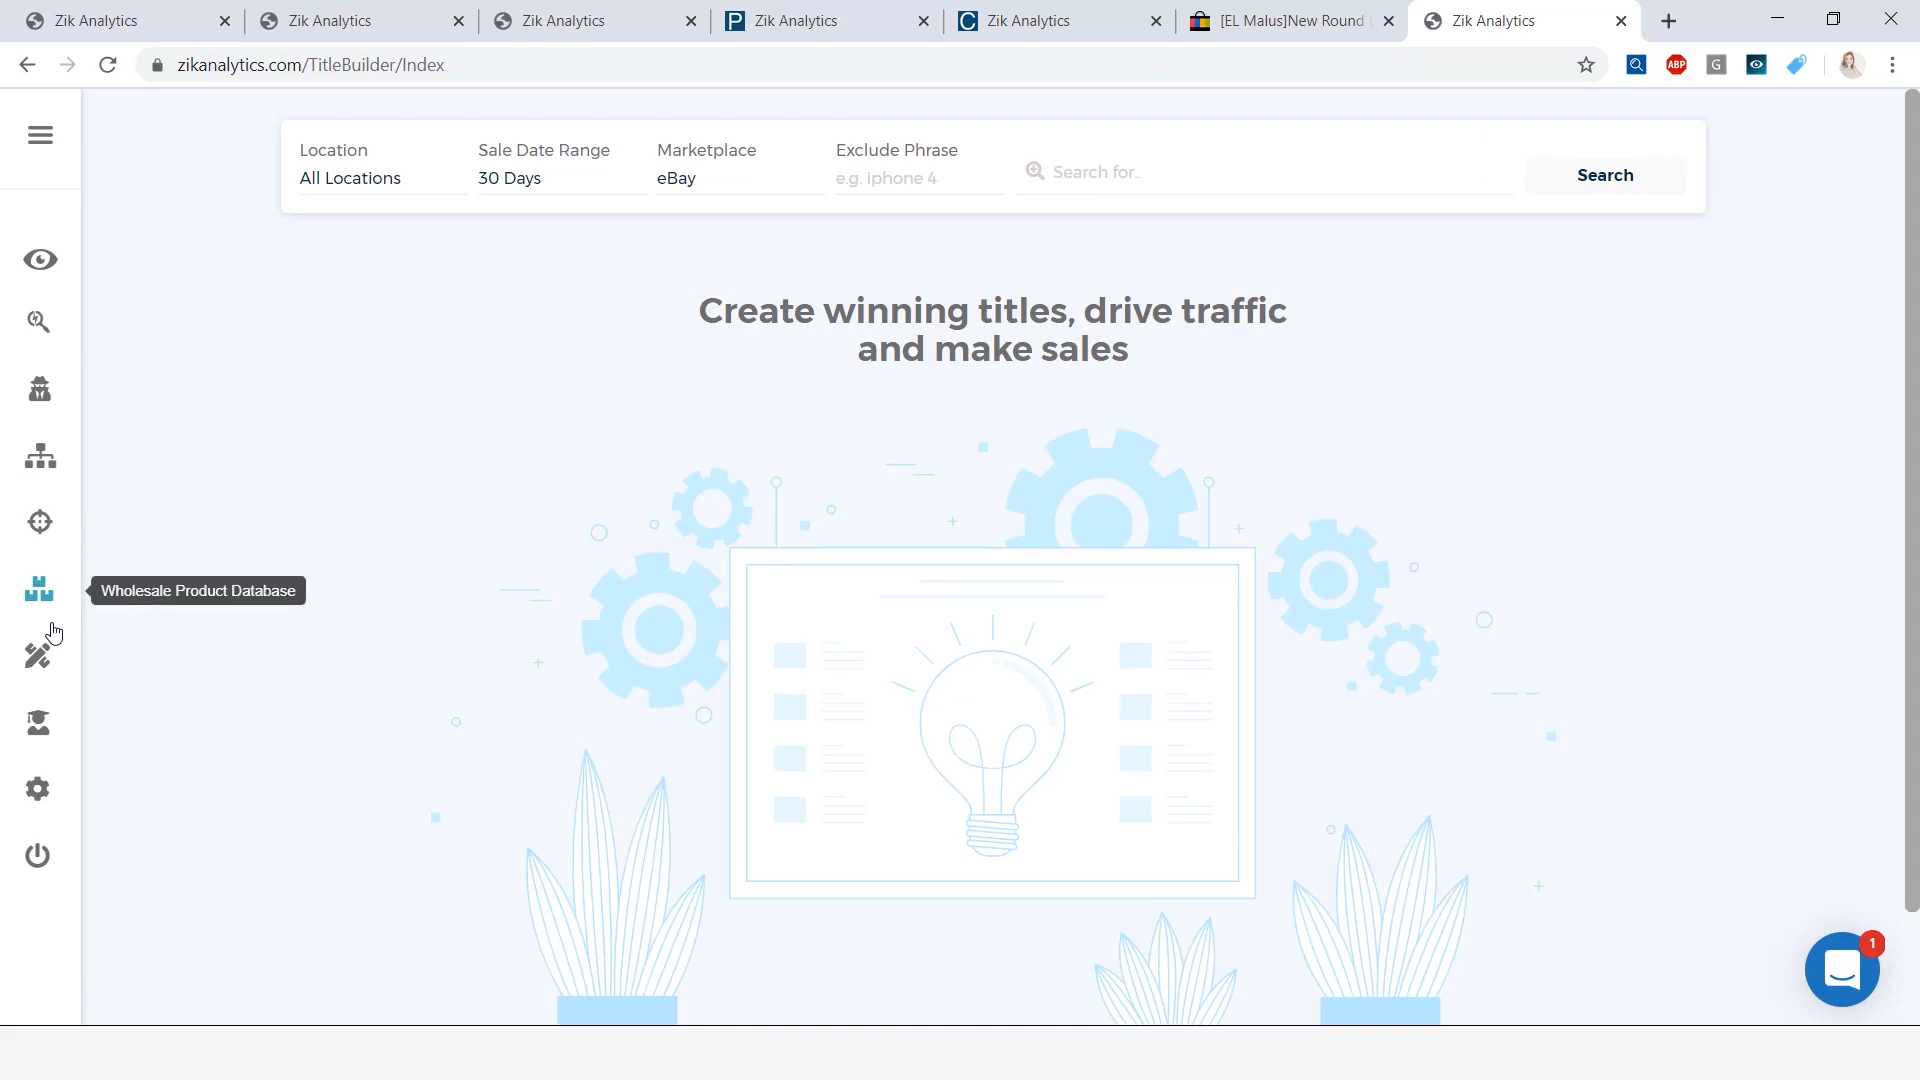 Zik Analytics
Zik Analytics
Zik Analytics
P Zik Analytics
C Zik Analytics
[EL Malus]New Round
Zik Analytics
zikanalytics.com/TitleBuilder/Index
ABP
G
Location
All Locations
Sale Date Range
30 Days
Marketplace
eBay
Exclude Phrase
e.g. iphone 4
Search for..
Search
Create winning titles, drive traffic
and make sales
Wholesale Product Database
1